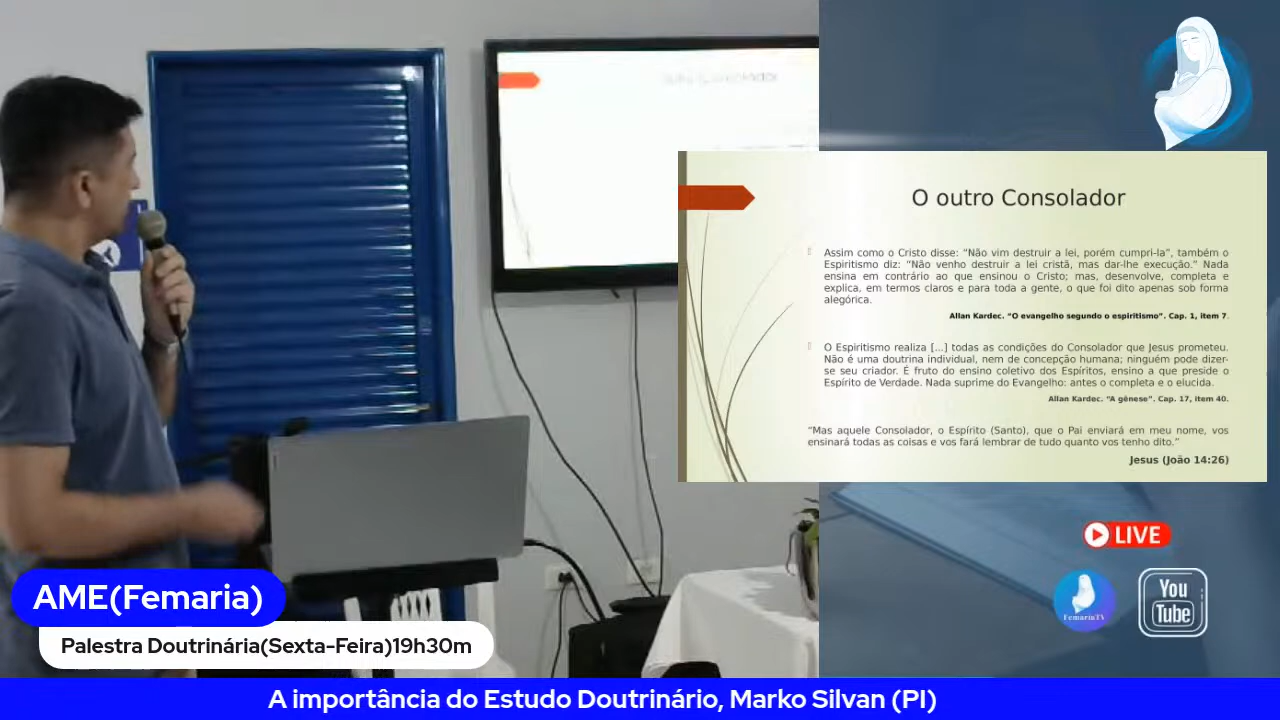 O outro Consolador
Assim como o Cristo disse: “Não vim destruir a lei, porém cumpri-la”, também o
Espiritismo diz: “Não venho destruir a lei cristã, mas dar-lhe execução.” Nada
ensina em contrário ao que ensinou o Cristo; mas, desenvolve, completa e
explica, em termos claros e para toda a gente, o que foi dito apenas sob forma
alegórica.
Allan Kardec. “O evangelho segundo o espiritismo”. Cap. 1, item 7.
O Espiritismo realiza [...] todas as condições do Consolador que Jesus prometeu.
Não é uma doutrina individual, nem de concepção humana; ninguém pode dizer-
se seu criador. É fruto do ensino coletivo dos Espíritos, ensino a que preside o
Espírito de Verdade. Nada suprime do Evangelho: antes o completa e o elucida.
Allan Kardec. “A gênese”. Cap. 17, item 40.
“Mas aquele Consolador, o Espírito (Santo), que o Pai enviará em meu nome, vos
ensinará todas as coisas e vos fará lembrar de tudo quanto vos tenho dito.”
Jesus (João 14:26)
LIVE
FemariaTV
You
Tube
AME(Femaria)
Palestra Doutrinária(Sexta-Feira)19h30m
A importância do Estudo Doutrinário, Marko Silvan (PI)